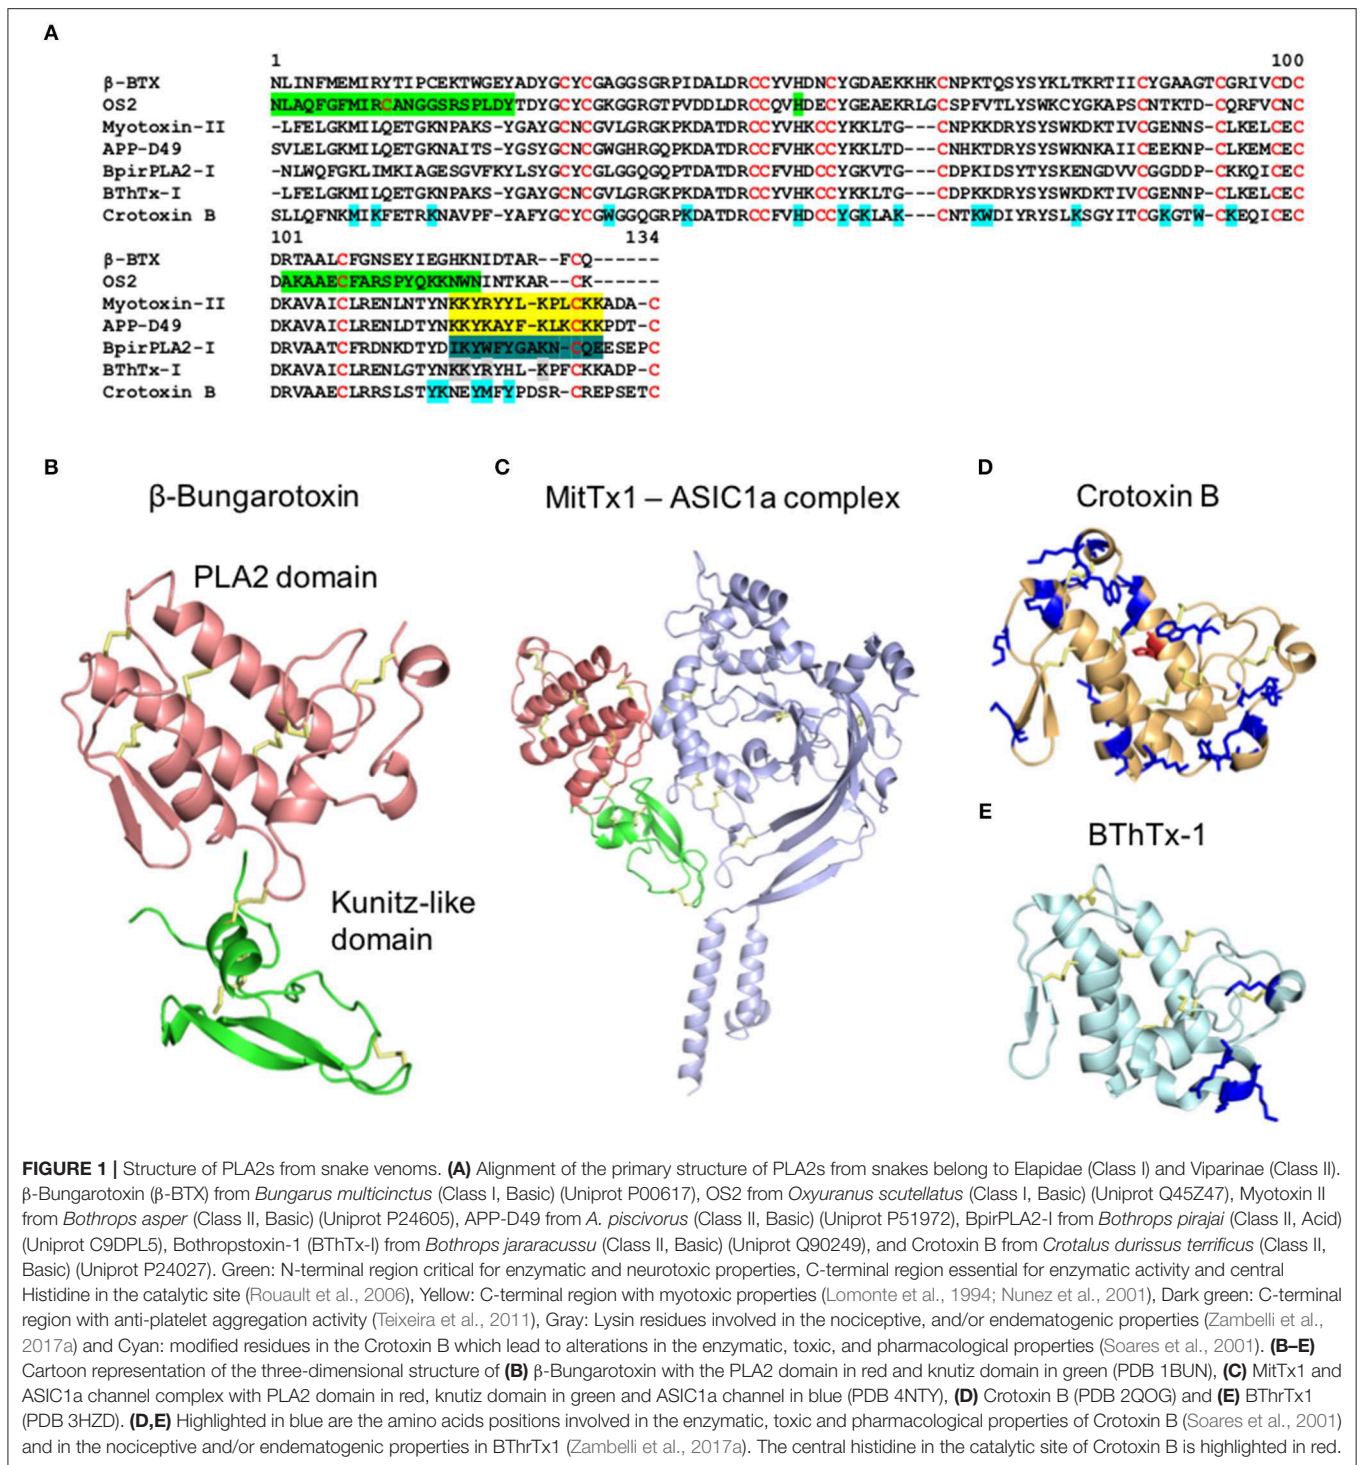 A
1 100
β-BTX NLINFMEMIRYTIPCEKTWGEYADYGCYCGAGGSGRPIDALDRCCYVHDNCYGDAEKKHKCNPKTQSYSYKLTKRTIICYGAAGTCGRIVCDC
OS2 NLAQFGFMIRCANGGSRSPLDYTDYGCYCGKGGRGTPVDDLDRCCQVHDECYGEAEKRLGCSPFVTLYSWKCYGKAPSCNTKTD-CQRFVCNC
Myotoxin-II -LFELGKMILQETGKNPAKS-YGAYGCNCGVLGRGKPKDATDRCCYVHKCCYKKLTG---CNPKKDRYSYSWKDKTIVCGENNS-CLKELCEC
APP-D49 SVLELGKMILQETGKNAITS-YGSYGCNCGWGHRGQPKDATDRCCFVHKCCYKKLTD---CNHKTDRYSYSWKNKAIICEEKNP-CLKEMCEC
BpirPLA2-I -NLWQFGKLIMKIAGESGVFKYLSYGCYCGLGGQGQPTDATDRCCFVHDCCYGKVTG---CDPKIDSYTYSKENGDVVCGGDDP-CKKQICEC
BThTx-I -LFELGKMILQETGKNPAKS-YGAYGCNCGVLGRGKPKDATDRCCYVHKCCYKKLTG---CDPKKDRYSYSWKDKTIVCGENNP-CLKELCEC
Crotoxin B SLLQFNKMIKFETRKNAVPF-YAFYGCYCGWGGQGRPKDATDRCCFVHDCCYGKLAK---CNTKWDIYRYSLKSGYITCGKGTW-CKEQICEC
101 134
β-BTX DRTAALCFGNSEYIEGHKNIDTAR--FCQ------
OS2 DAKAAECFARSPYQKKNWNINTKAR--CK------
Myotoxin-II DKAVAICLRENLNTYNKKYRYYL-KPLCKKADA-C
APP-D49 DKAVAICLRENLDTYNKKYKAYF-KLKCKKPDT-C
BpirPLA2-I DRVAATCFRDNKDTYDIKYWFYGAKN-CQEESEPC
BThTx-I DKAVAICLRENLGTYNKKYRYHL-KPFCKKADP-C
Crotoxin B DRVAAECLRRSLSTYKNEYMFYPDSR-CREPSETC
B
β-Bungarotoxin
PLA2 domain
Kunitz-like
domain
C
MitTx1 – ASIC1a complex
D
Crotoxin B
E
BThTx-1
FIGURE 1 | Structure of PLA2s from snake venoms. (A) Alignment of the primary structure of PLA2s from snakes belong to Elapidae (Class I) and Viparinae (Class II).
β-Bungarotoxin (β-BTX) from Bungarus multicinctus (Class I, Basic) (Uniprot P00617), OS2 from Oxyuranus scutellatus (Class I, Basic) (Uniprot Q45Z47), Myotoxin II
from Bothrops asper (Class II, Basic) (Uniprot P24605), APP-D49 from A. piscivorus (Class II, Basic) (Uniprot P51972), BpirPLA2-I from Bothrops pirajai (Class II, Acid)
(Uniprot C9DPL5), Bothropstoxin-1 (BThTx-I) from Bothrops jararacussu (Class II, Basic) (Uniprot Q90249), and Crotoxin B from Crotalus durissus terrificus (Class II,
Basic) (Uniprot P24027). Green: N-terminal region critical for enzymatic and neurotoxic properties, C-terminal region essential for enzymatic activity and central
Histidine in the catalytic site (Rouault et al., 2006), Yellow: C-terminal region with myotoxic properties (Lomonte et al., 1994; Nunez et al., 2001), Dark green: C-terminal
region with anti-platelet aggregation activity (Teixeira et al., 2011), Gray: Lysin residues involved in the nociceptive, and/or endematogenic properties (Zambelli et al.,
2017a) and Cyan: modified residues in the Crotoxin B which lead to alterations in the enzymatic, toxic, and pharmacological properties (Soares et al., 2001). (B–E)
Cartoon representation of the three-dimensional structure of (B) β-Bungarotoxin with the PLA2 domain in red and knutiz domain in green (PDB 1BUN), (C) MitTx1 and
ASIC1a channel complex with PLA2 domain in red, knutiz domain in green and ASIC1a channel in blue (PDB 4NTY), (D) Crotoxin B (PDB 2QOG) and (E) BThrTx1
(PDB 3HZD). (D,E) Highlighted in blue are the amino acids positions involved in the enzymatic, toxic and pharmacological properties of Crotoxin B (Soares et al., 2001)
and in the nociceptive and/or endematogenic properties in BThrTx1 (Zambelli et al., 2017a). The central histidine in the catalytic site of Crotoxin B is highlighted in red.